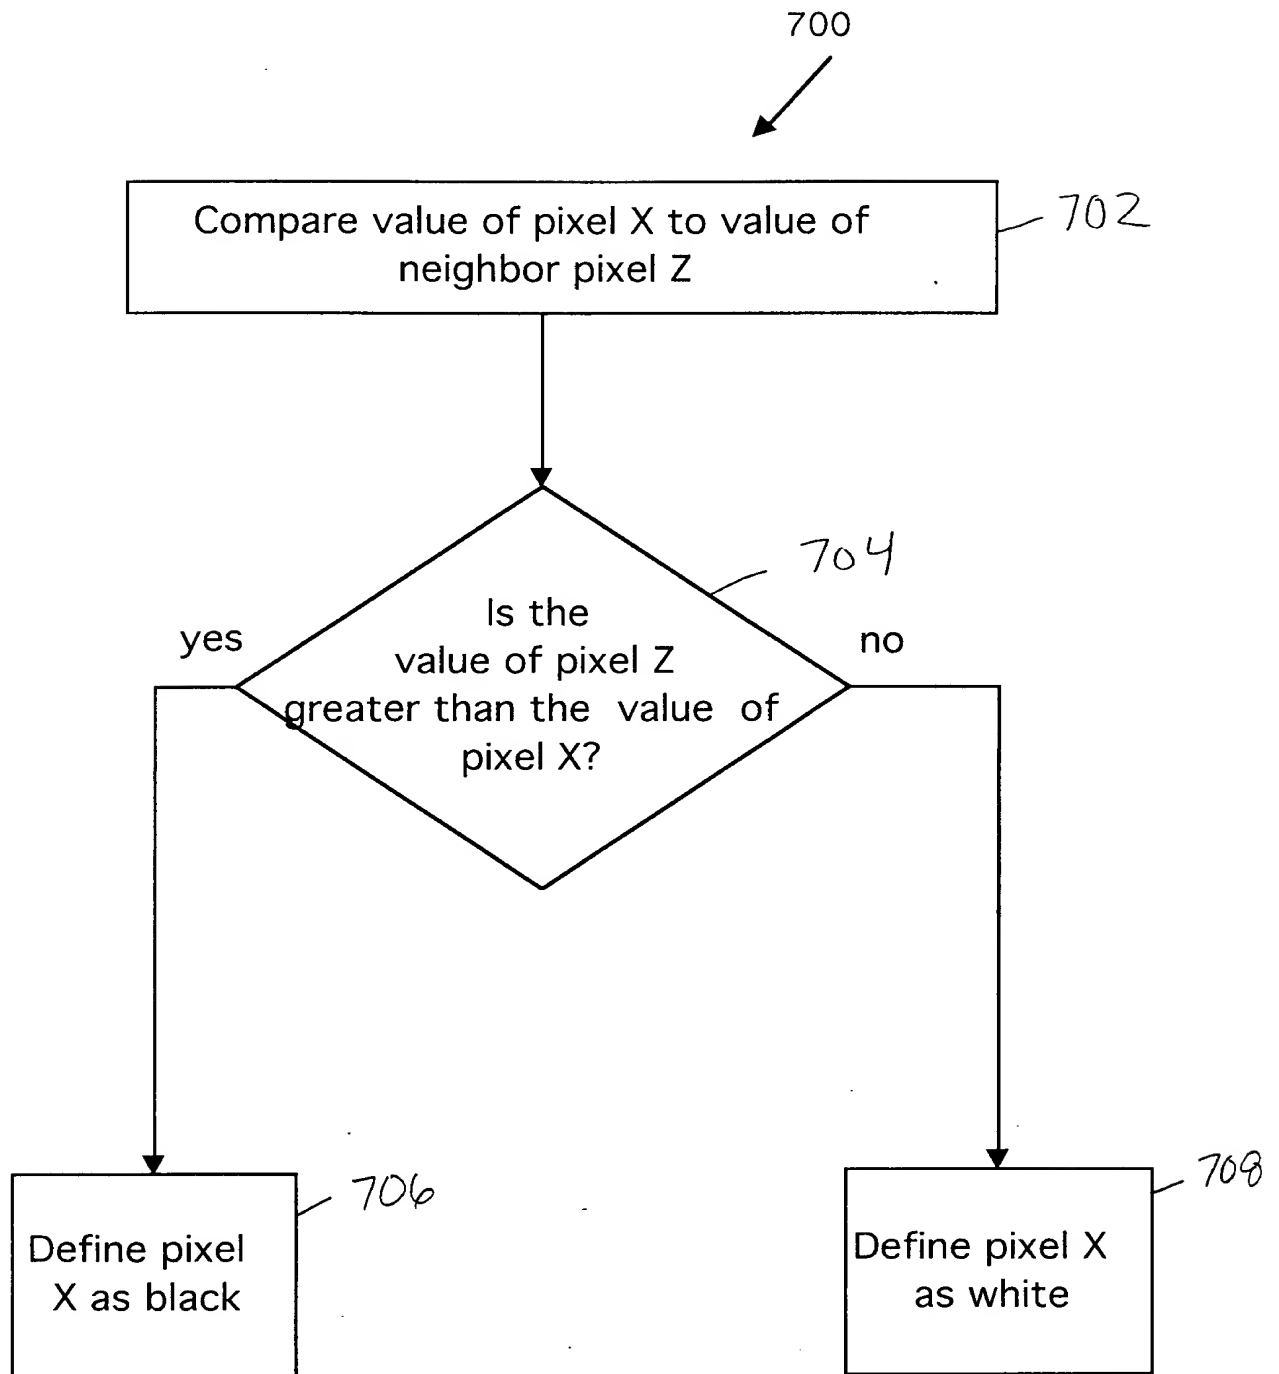 700
Compare value of pixel X to value of
neighbor pixel Z
702
704
Is the
value of pixel Z
greater than the value of
pixel X?
yes
no
706
Define pixel
X as black
708
Define pixel X
as white